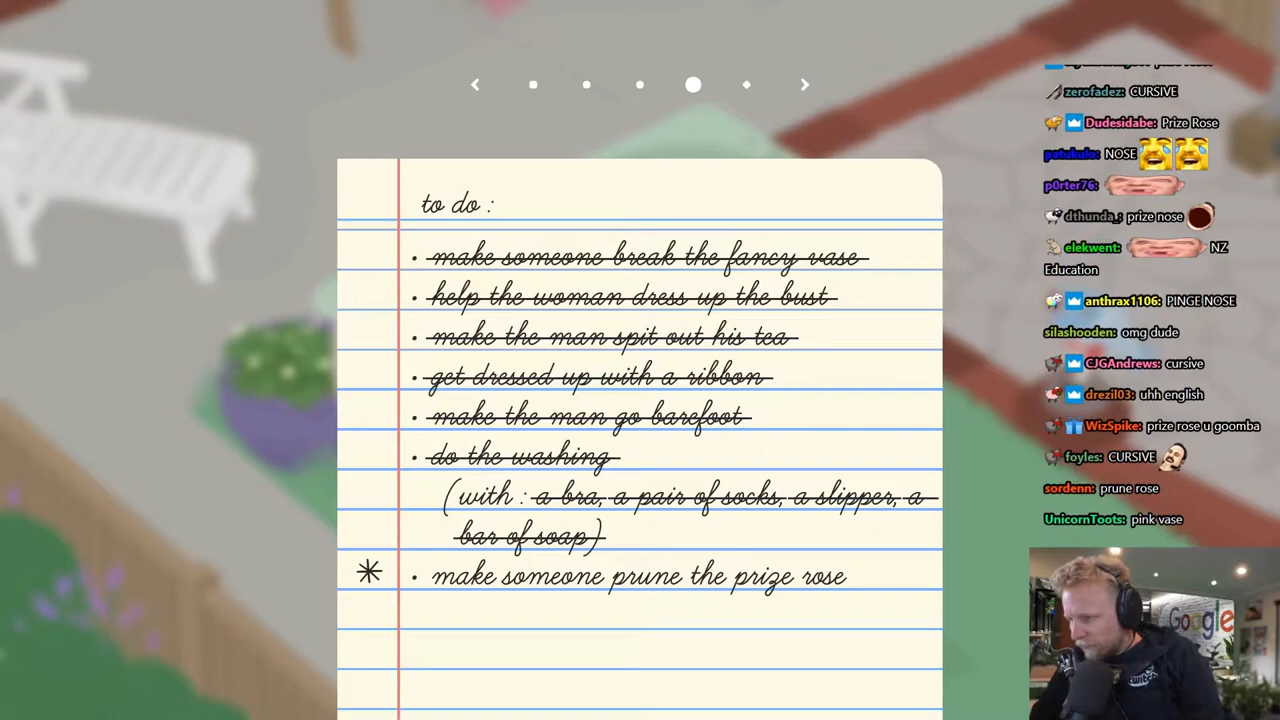 to do :
• make someone break the fancy vase
• help the woman dress up the bust
• make the man spit out his tea
• get dressed up with a ribbon
• make the man go barefoot
• do the washing
(with : a bra, a pair of socks, a slipper, a
bar of soap)
* • make someone prune the prize rose
zerofadez: CURSIVE
Dudesidabe: Prize Rose
patukulo: NOSE
p0rter76:
dthunda_: prize nose
elekwent: NZ
Education
anthrax1106: PINGE NOSE
silashooden: omg dude
CJGAndrews: cursive
drezil03: uhh english
WizSpike: prize rose u goomba
foyles: CURSIVE
sordenn: prune rose
UnicornToots: pink vase
Google
twitch